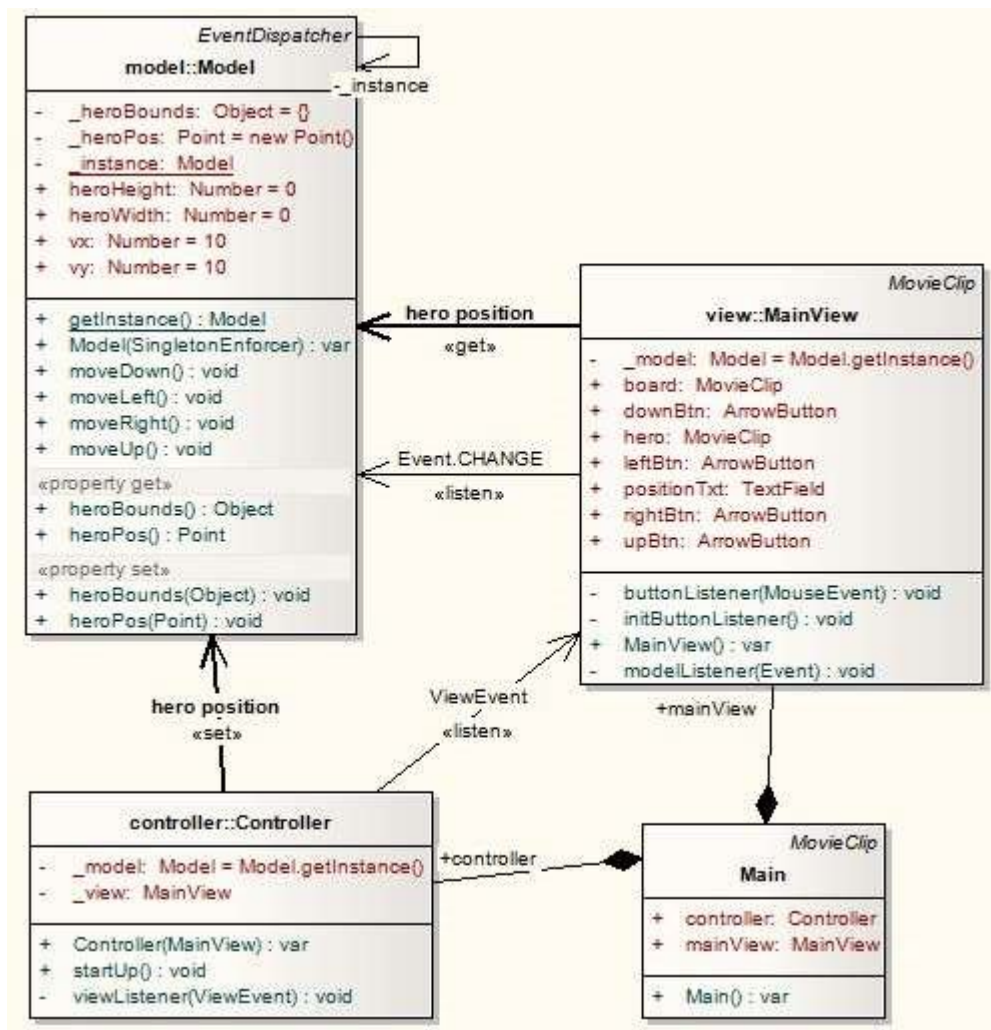 EventDispatcher
model::Model
- _instance
- _heroBounds: Object = {}
- _heroPos: Point = new Point()
- _instance: Model
+ heroHeight: Number = 0
+ heroWidth: Number = 0
+ vx: Number = 10
+ vy: Number = 10
+ getInstance() : Model
+ Model(SingletonEnforcer) : var
+ moveDown() : void
+ moveLeft() : void
+ moveRight() : void
+ moveUp() : void
«property get»
+ heroBounds() : Object
+ heroPos() : Point
«property set»
+ heroBounds(Object) : void
+ heroPos(Point) : void
hero position
«get»
Event.CHANGE
«listen»
MovieClip
view::MainView
- _model: Model = Model.getInstance()
+ board: MovieClip
+ downBtn: ArrowButton
+ hero: MovieClip
+ leftBtn: ArrowButton
+ positionTxt: TextField
+ rightBtn: ArrowButton
+ upBtn: ArrowButton
- buttonListener(MouseEvent) : void
- initButtonListener() : void
+ MainView() : var
- modelListener(Event) : void
hero position
«set»
ViewEvent
«listen»
+mainView
controller::Controller
- _model: Model = Model.getInstance()
- _view: MainView
+ Controller(MainView) : var
+ startUp() : void
- viewListener(ViewEvent) : void
+controller
MovieClip
Main
+ controller: Controller
+ mainView: MainView
+ Main() : var